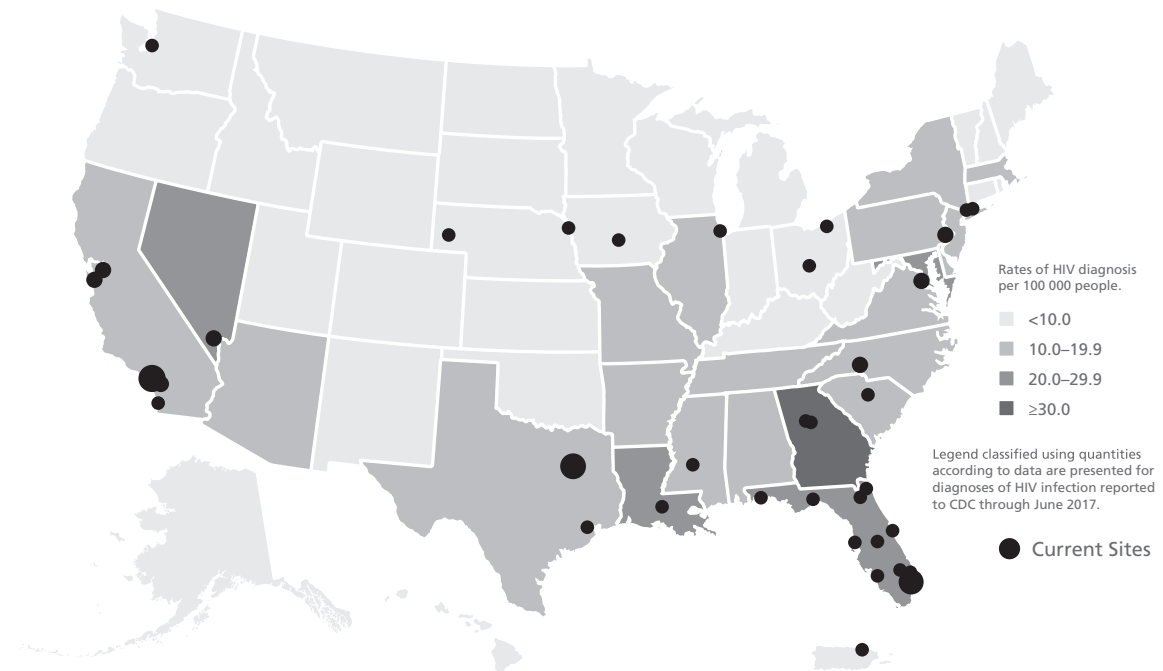 Rates of HIV diagnosis
per 100 000 people.
<10.0
10.0–19.9
20.0–29.9
≥30.0
Legend classified using quantities
according to data are presented for
diagnoses of HIV infection reported
to CDC through June 2017.
Current Sites